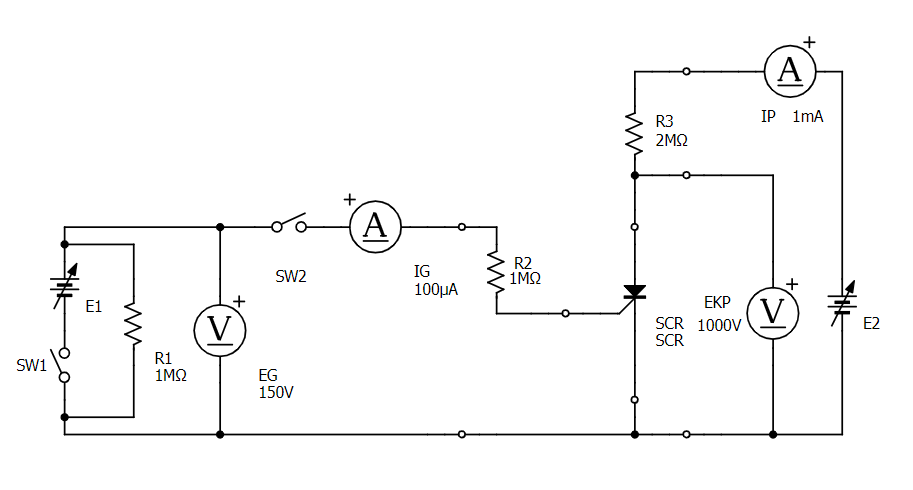 +
A
IP 1mA
R3
2MΩ
+
A
SW2
IG
100µA
R2
1MΩ
E1
+
V
SW1
R1
1MΩ
EG
150V
SCR
SCR
EKP
1000V
+
V
E2